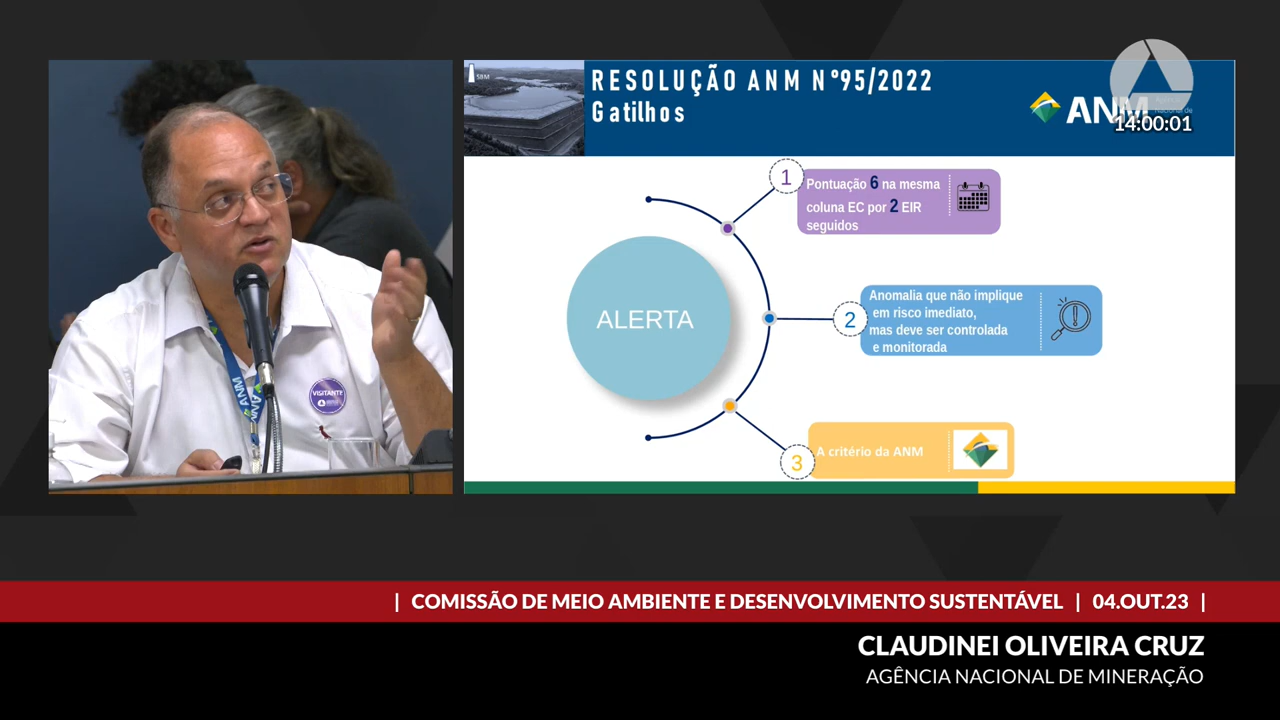 SBM
RESOLUÇÃO ANM Nº95/2022
Gatilhos
ANM
14:00:01
1
Pontuação 6 na mesma
coluna EC por 2 EIR
seguidos
ALERTA
2
Anomalia que não implique
em risco imediato,
mas deve ser controlada
e monitorada
3
A critério da ANM
VISITANTE
ANM
ANM
| COMISSÃO DE MEIO AMBIENTE E DESENVOLVIMENTO SUSTENTÁVEL | 04.OUT.23 |
CLAUDINEI OLIVEIRA CRUZ
AGÊNCIA NACIONAL DE MINERAÇÃO